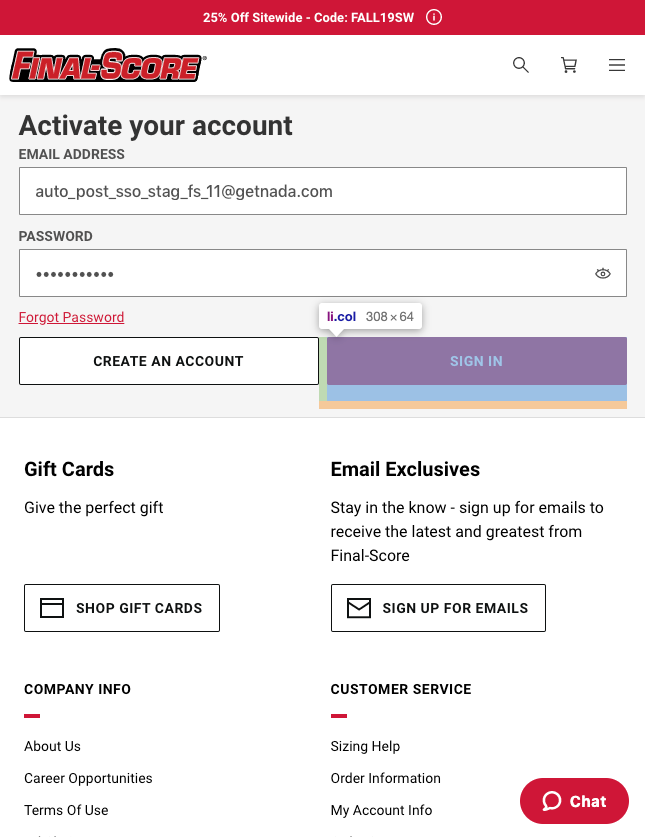 25% Off Sitewide - Code: FALL19SW
FINAL-SCORE
Activate your account
EMAIL ADDRESS
auto_post_sso_stag_fs_11@getnada.com
PASSWORD
•••••••••••
Forgot Password
li.col 308 × 64
CREATE AN ACCOUNT
SIGN IN
Gift Cards
Give the perfect gift
SHOP GIFT CARDS
Email Exclusives
Stay in the know - sign up for emails to
receive the latest and greatest from
Final-Score
SIGN UP FOR EMAILS
COMPANY INFO
About Us
Career Opportunities
Terms Of Use
CUSTOMER SERVICE
Sizing Help
Order Information
My Account Info
Chat